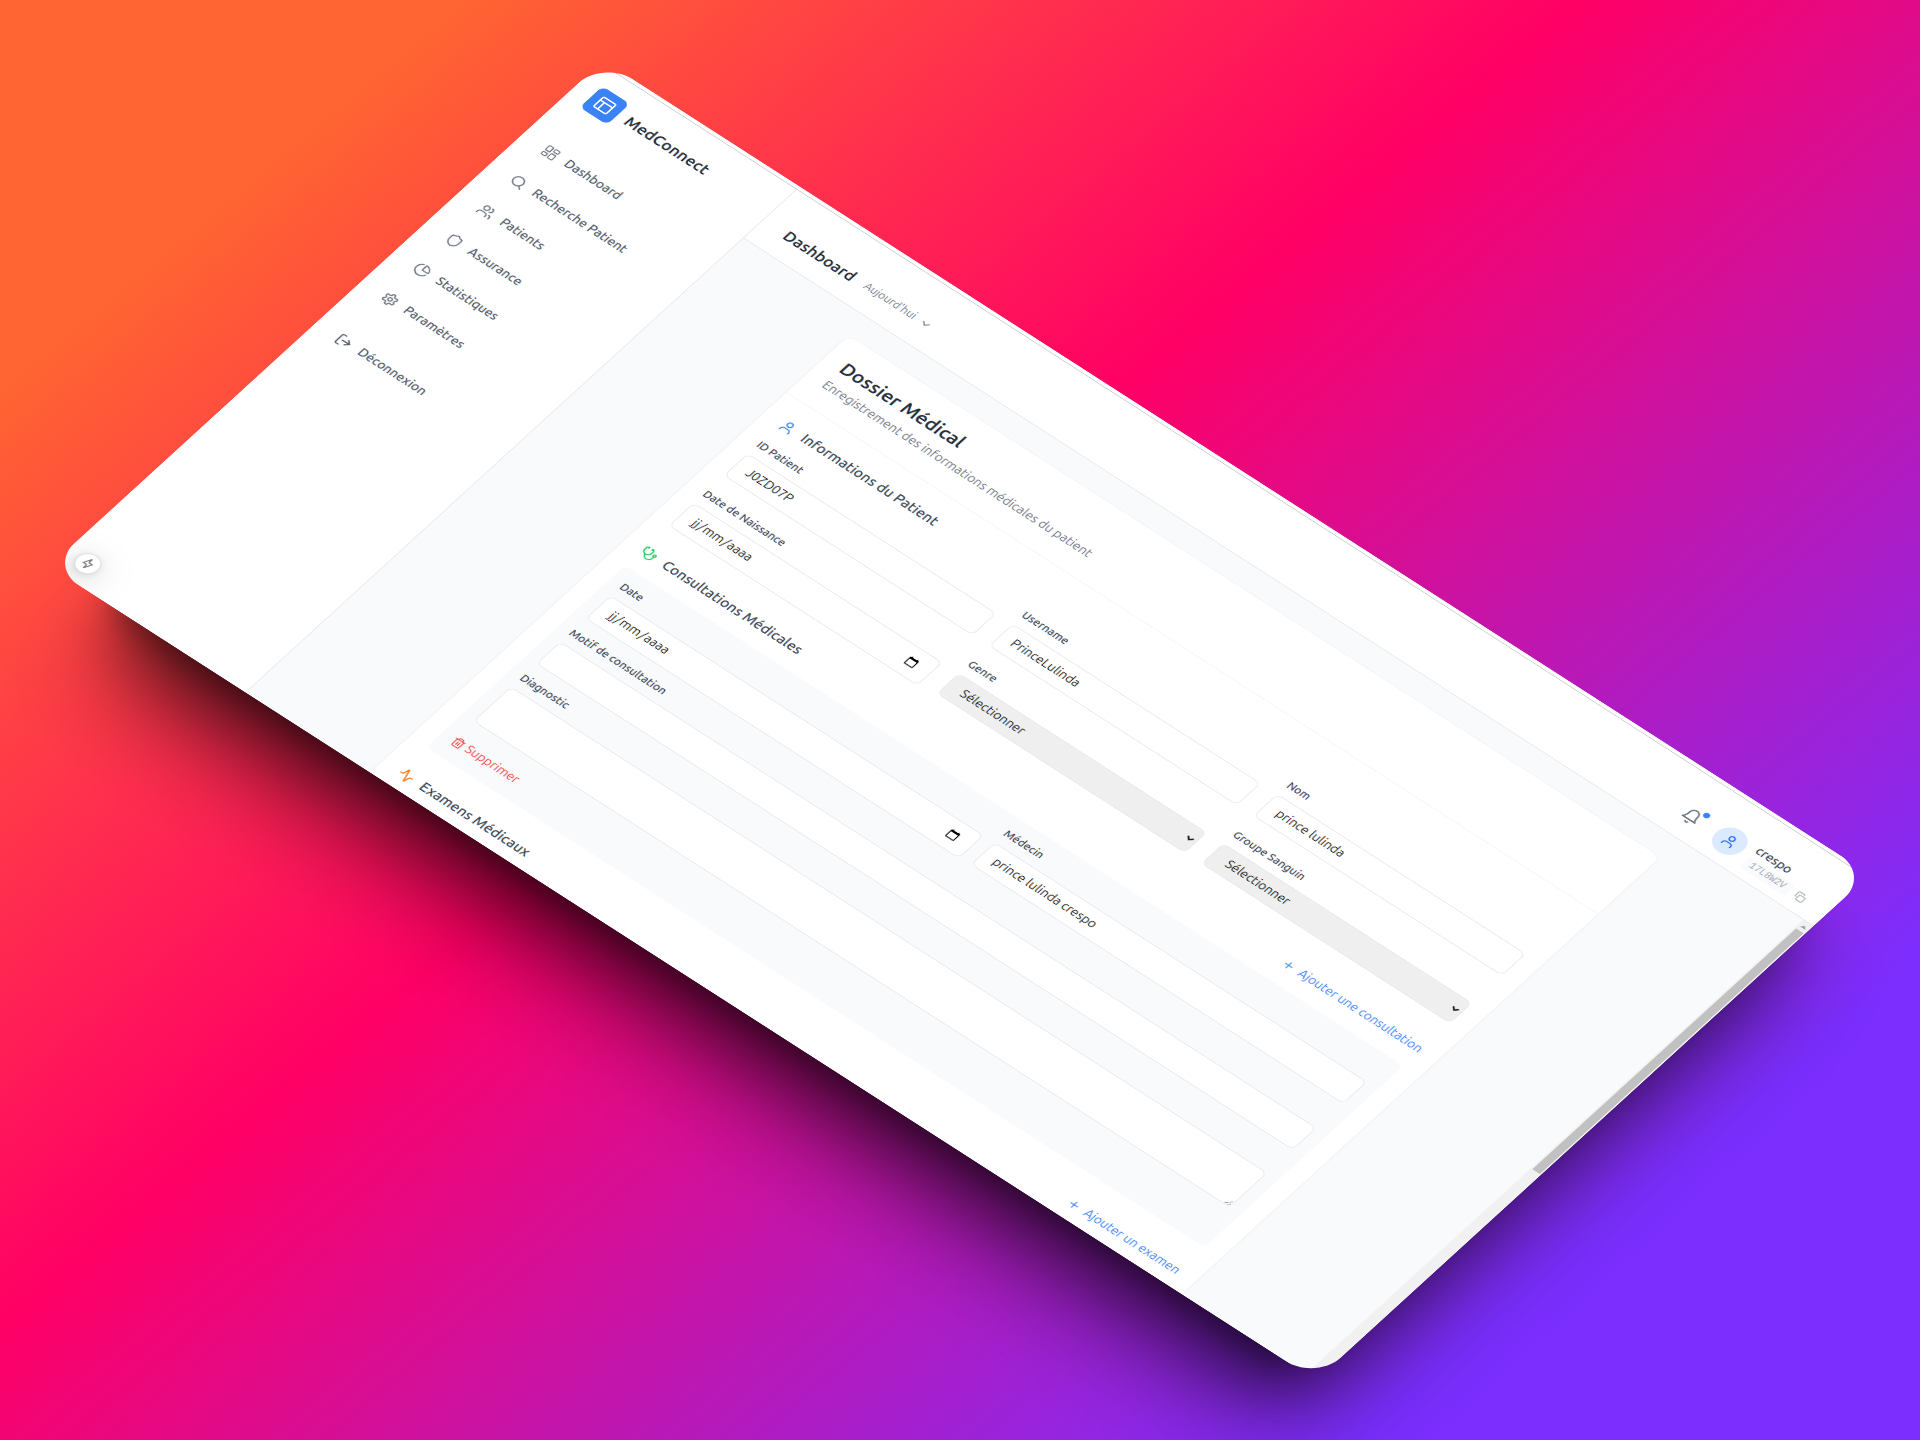 MedConnect
Dashboard
Recherche Patient
Patients
Assurance
Statistiques
Paramètres
Déconnexion
Dashboard
Aujourd'hui
crespo
17L8W2V
Dossier Médical
Enregistrement des informations médicales du patient
Informations du Patient
ID Patient
J0ZD07P
Username
PrinceLulinda
Nom
prince lulinda
Date de Naissance
jj/mm/aaaa
Genre
Sélectionner
Groupe Sanguin
Sélectionner
Consultations Médicales
+ Ajouter une consultation
Date
jj/mm/aaaa
Médecin
prince lulinda crespo
Motif de consultation
Diagnostic
Supprimer
Examens Médicaux
+ Ajouter un examen